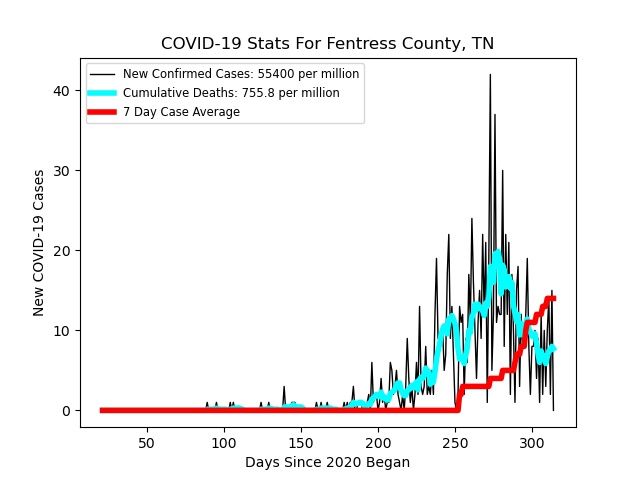 COVID-19 Stats For Fentress County, TN
New Confirmed Cases: 55400 per million
Cumulative Deaths: 755.8 per million
7 Day Case Average
New COVID-19 Cases
40
30
20
10
0
50 100 150 200 250 300
Days Since 2020 Began